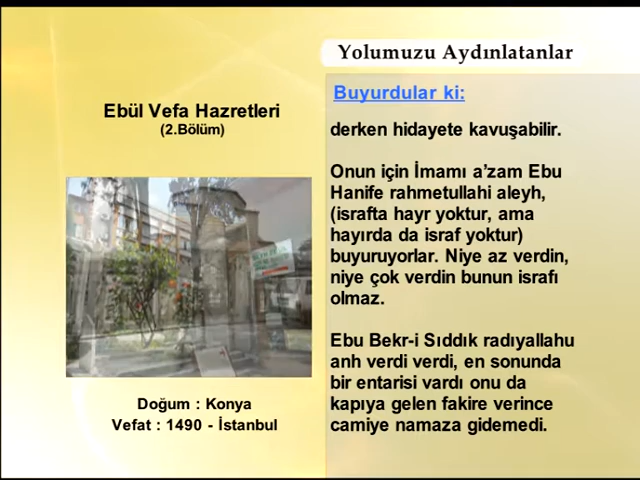 Yolumuzu Aydınlatanlar
Ebül Vefa Hazretleri
(2.Bölüm)
Doğum : Konya
Vefat : 1490 - İstanbul
Buyurdular ki:
derken hidayete kavuşabilir.
Onun için İmamı a’zam Ebu
Hanife rahmetullahi aleyh,
(israfta hayr yoktur, ama
hayırda da israf yoktur)
buyuruyorlar. Niye az verdin,
niye çok verdin bunun israfı
olmaz.
Ebu Bekr-i Sıddık radıyallahu
anh verdi verdi, en sonunda
bir entarisi vardı onu da
kapıya gelen fakire verince
camiye namaza gidemedi.